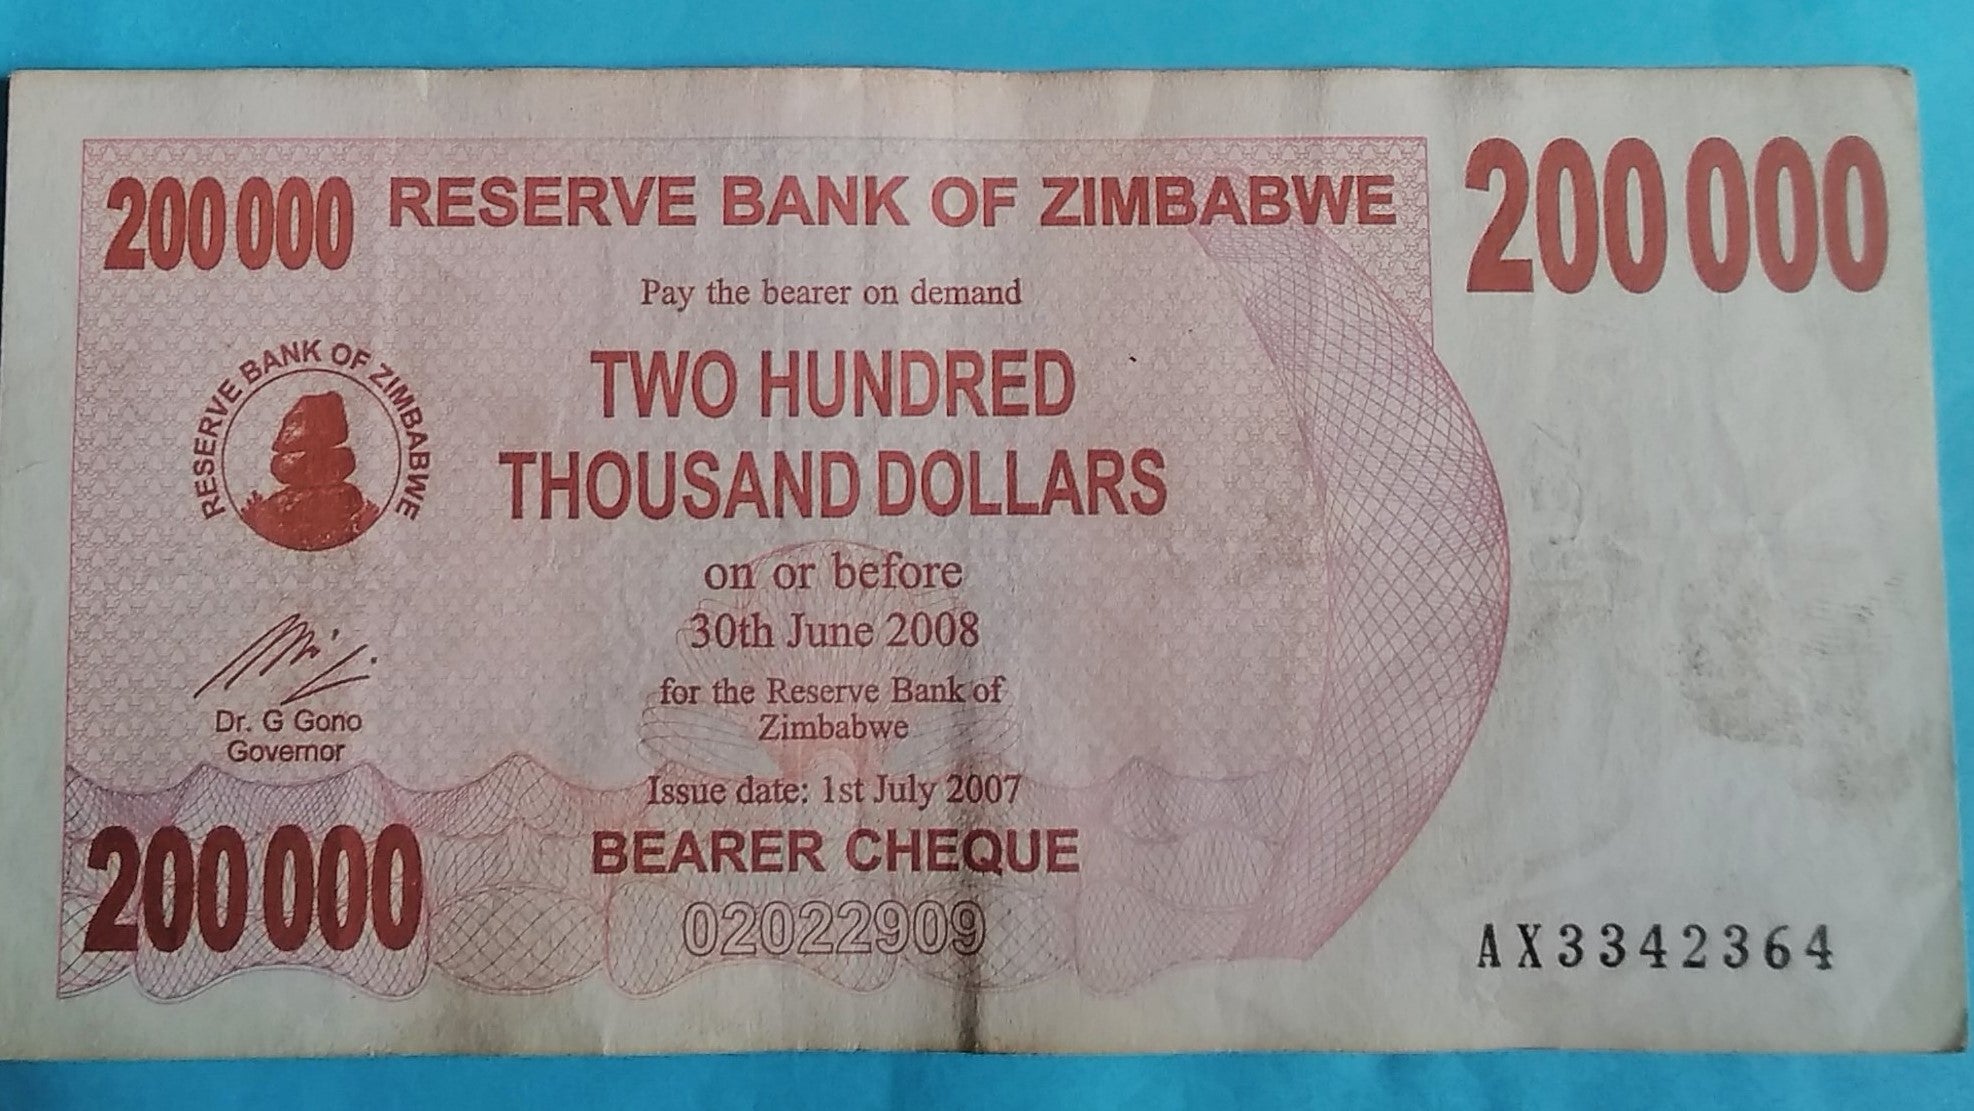 200 000
RESERVE BANK OF ZIMBABWE
200 000
Pay the bearer on demand
RESERVE BANK OF ZIMBABWE
TWO HUNDRED
THOUSAND DOLLARS
on or before
30th June 2008
for the Reserve Bank of
Zimbabwe
Dr. G Gono
Governor
Issue date: 1st July 2007
200 000
BEARER CHEQUE
02022909
AX3342364